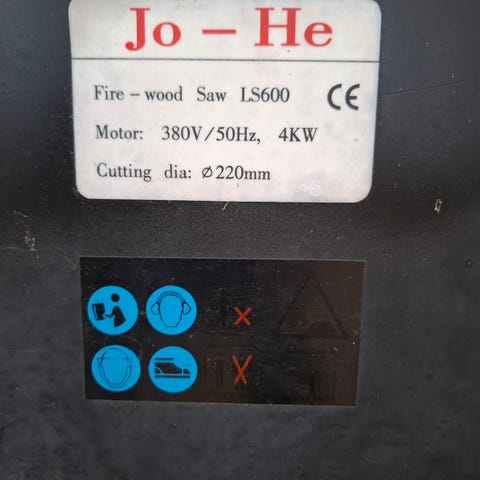 Jo – He
Fire – wood Saw LS600 CE
Motor: 380V/50Hz, 4KW
Cutting dia: ∅220mm